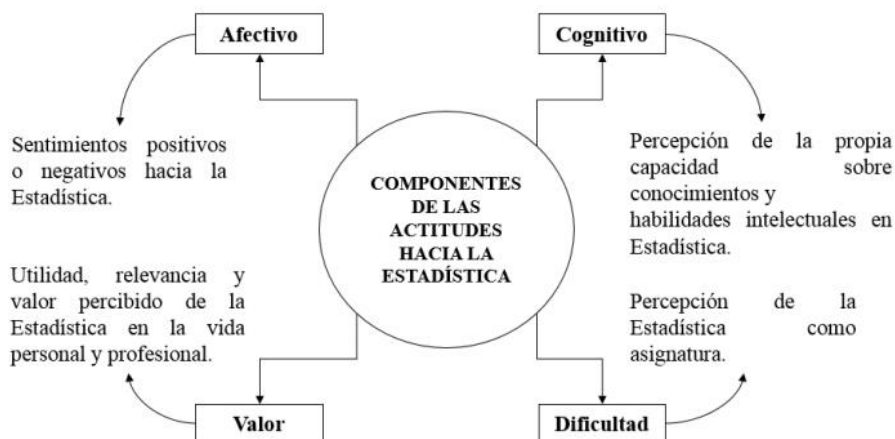 Afectivo
Cognitivo
Sentimientos positivos
o negativos hacia la
Estadística.
COMPONENTES
DE LAS
ACTITUDES
HACIA LA
ESTADÍSTICA
Percepción de la propia
capacidad sobre
conocimientos y
habilidades intelectuales en
Estadística.
Utilidad, relevancia y
valor percibido de la
Estadística en la vida
personal y profesional.
Percepción de la
Estadística como
asignatura.
Valor
Dificultad